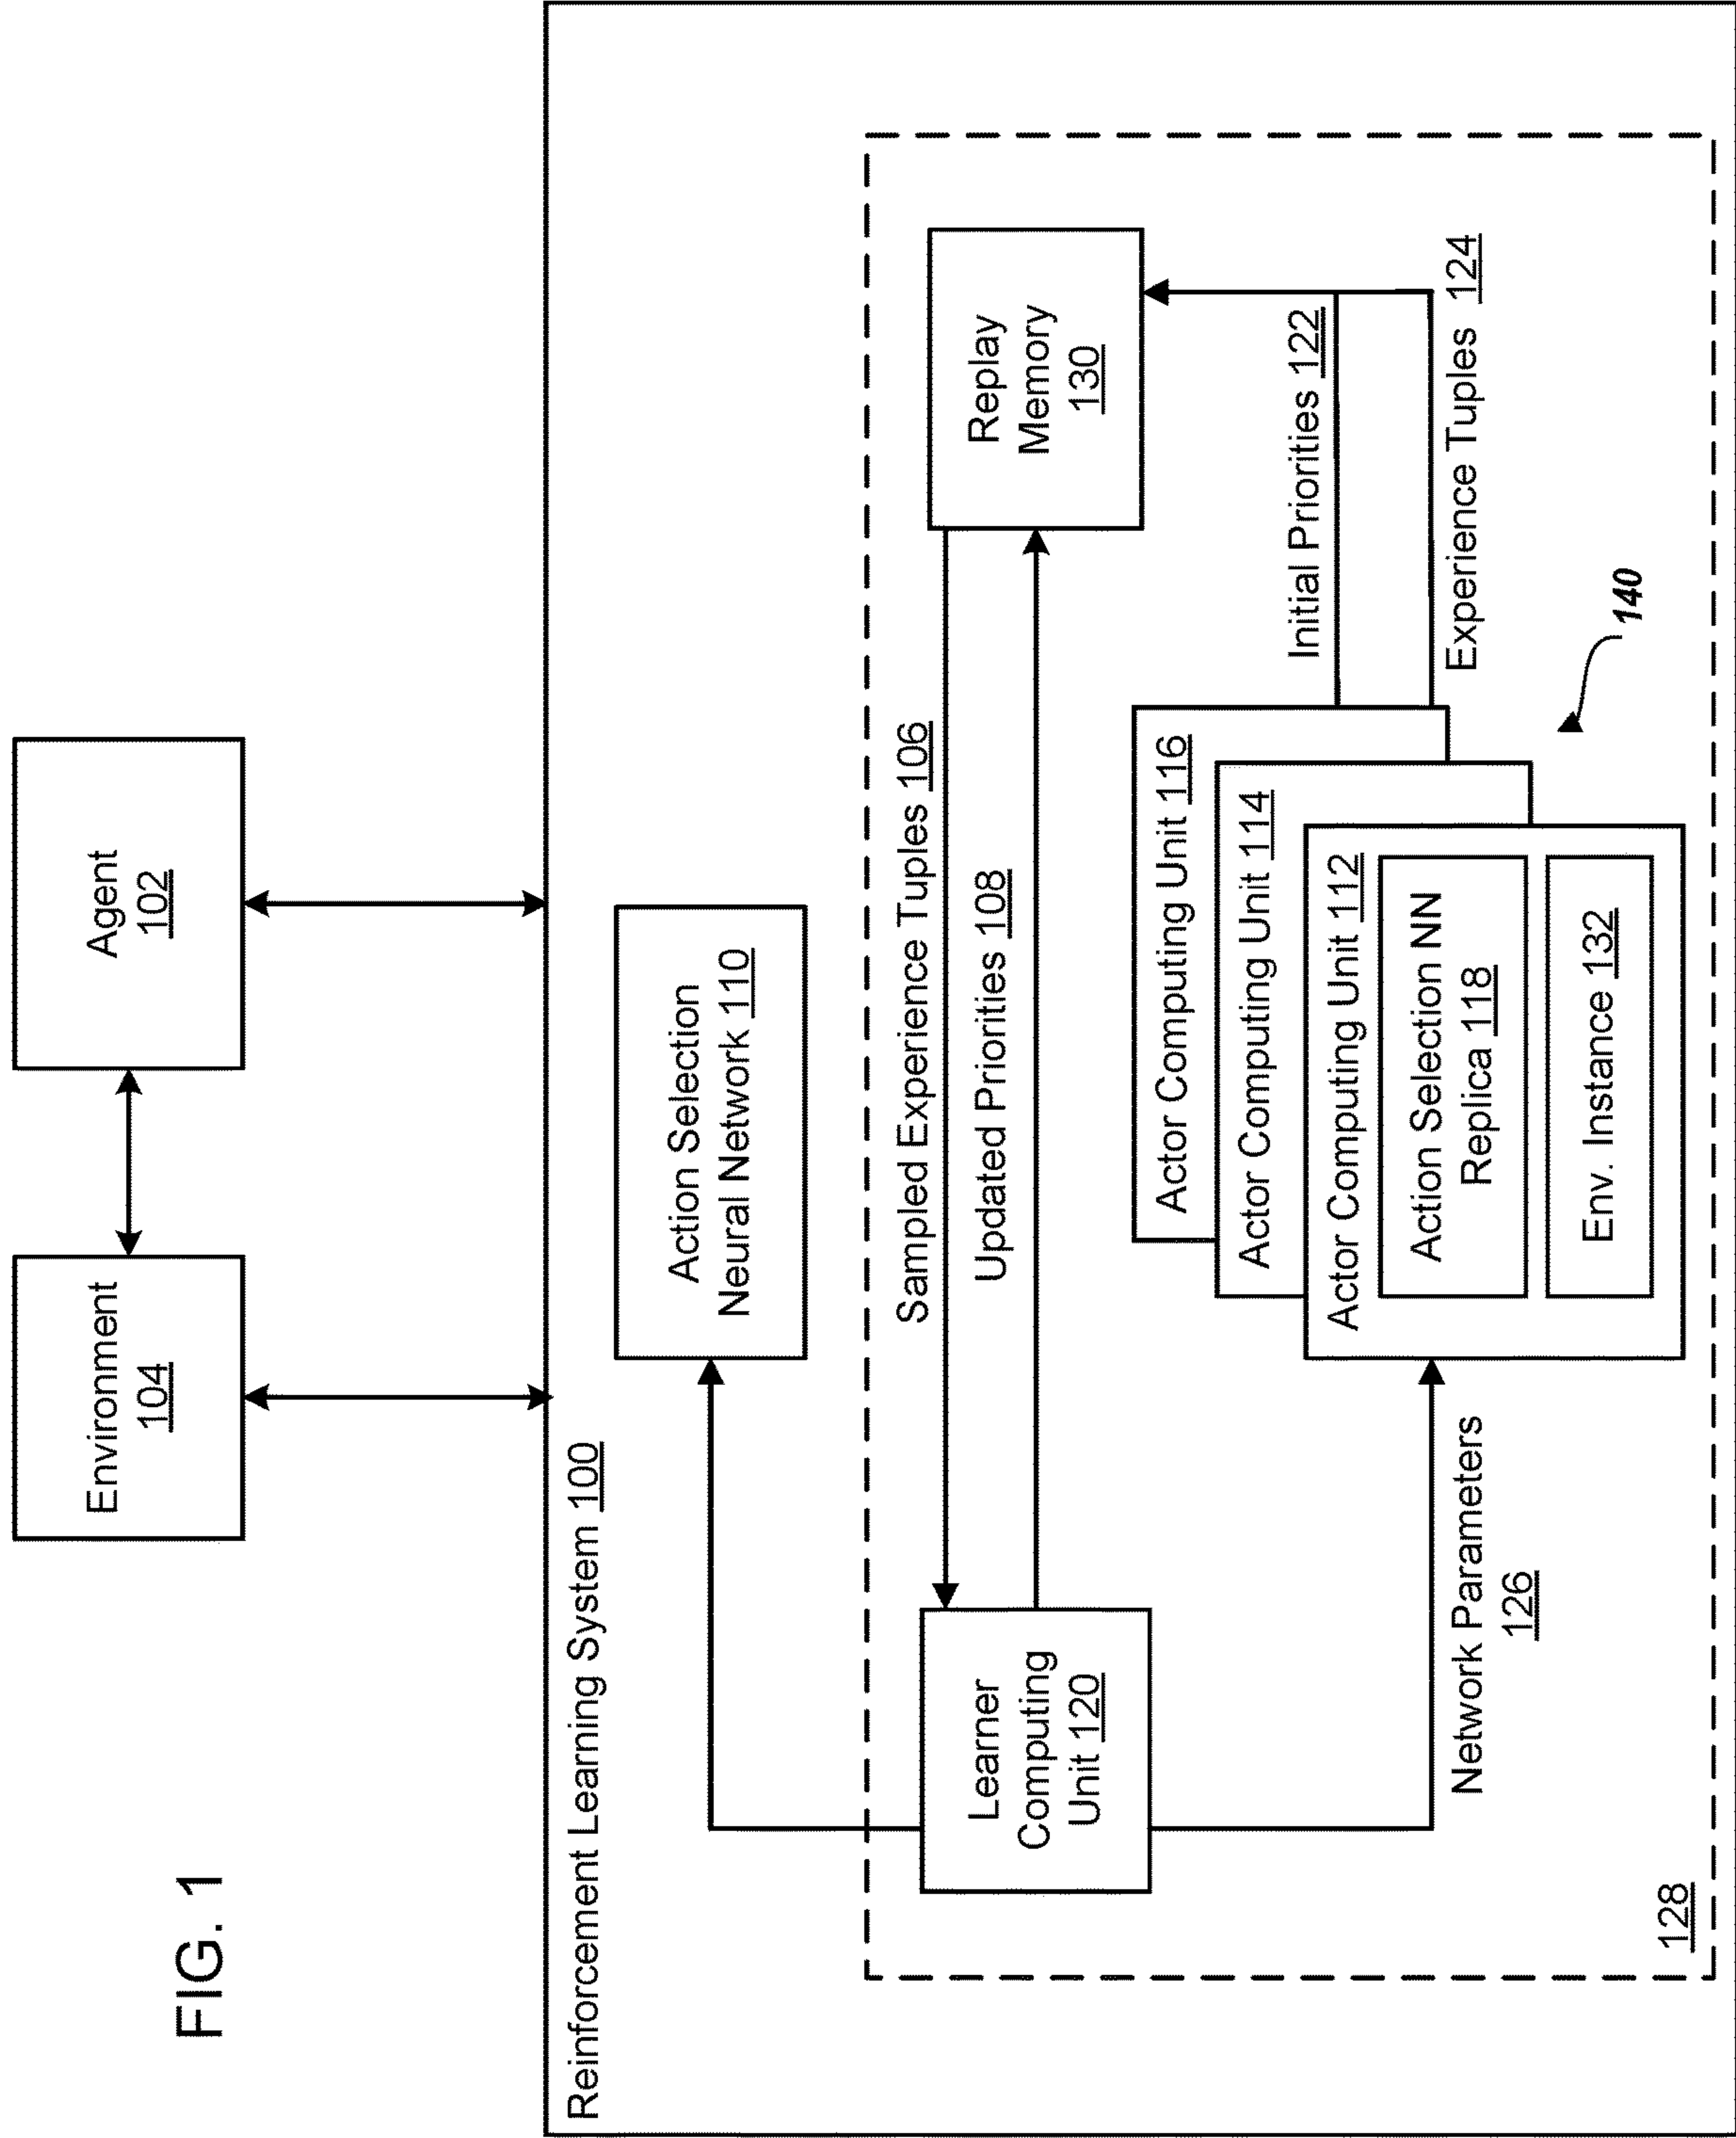 FIG. 1
Environment
104
Agent
102
Reinforcement Learning System 100
Action Selection
Neural Network 110
Sampled Experience Tuples 106
Updated Priorities 108
Learner
Computing
Unit 120
Replay
Memory
130
Actor Computing Unit 116
Actor Computing Unit 114
Actor Computing Unit 112
Action Selection NN
Replica 118
Env. Instance 132
Initial Priorities 122
Experience Tuples 124
Network Parameters
126
140
128